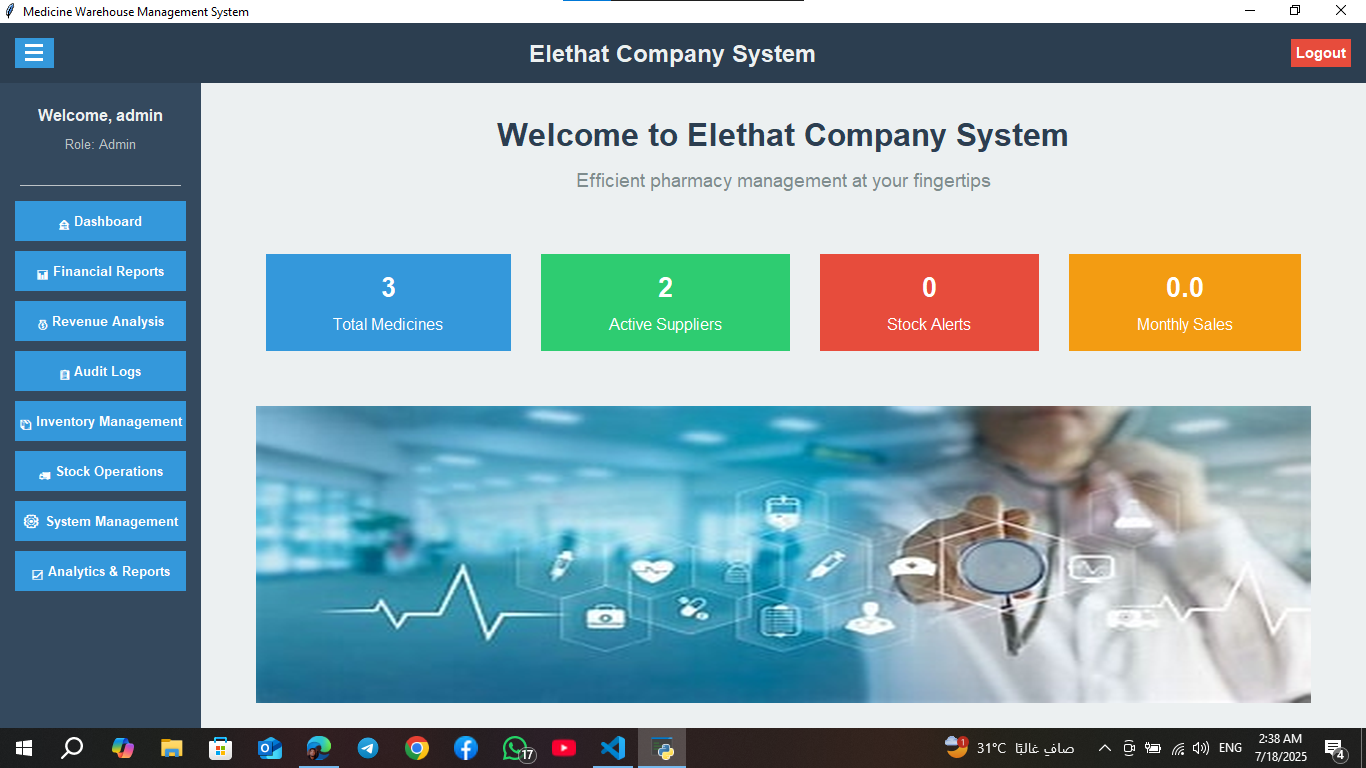 Medicine Warehouse Management System
Elethat Company System
Logout
Welcome, admin
Role: Admin
Dashboard
Financial Reports
Revenue Analysis
Audit Logs
Inventory Management
Stock Operations
System Management
Analytics & Reports
Welcome to Elethat Company System
Efficient pharmacy management at your fingertips
3
Total Medicines
2
Active Suppliers
0
Stock Alerts
0.0
Monthly Sales
17
1
31°C صافٍ غالبًا
ENG
2:38 AM
7/18/2025
4